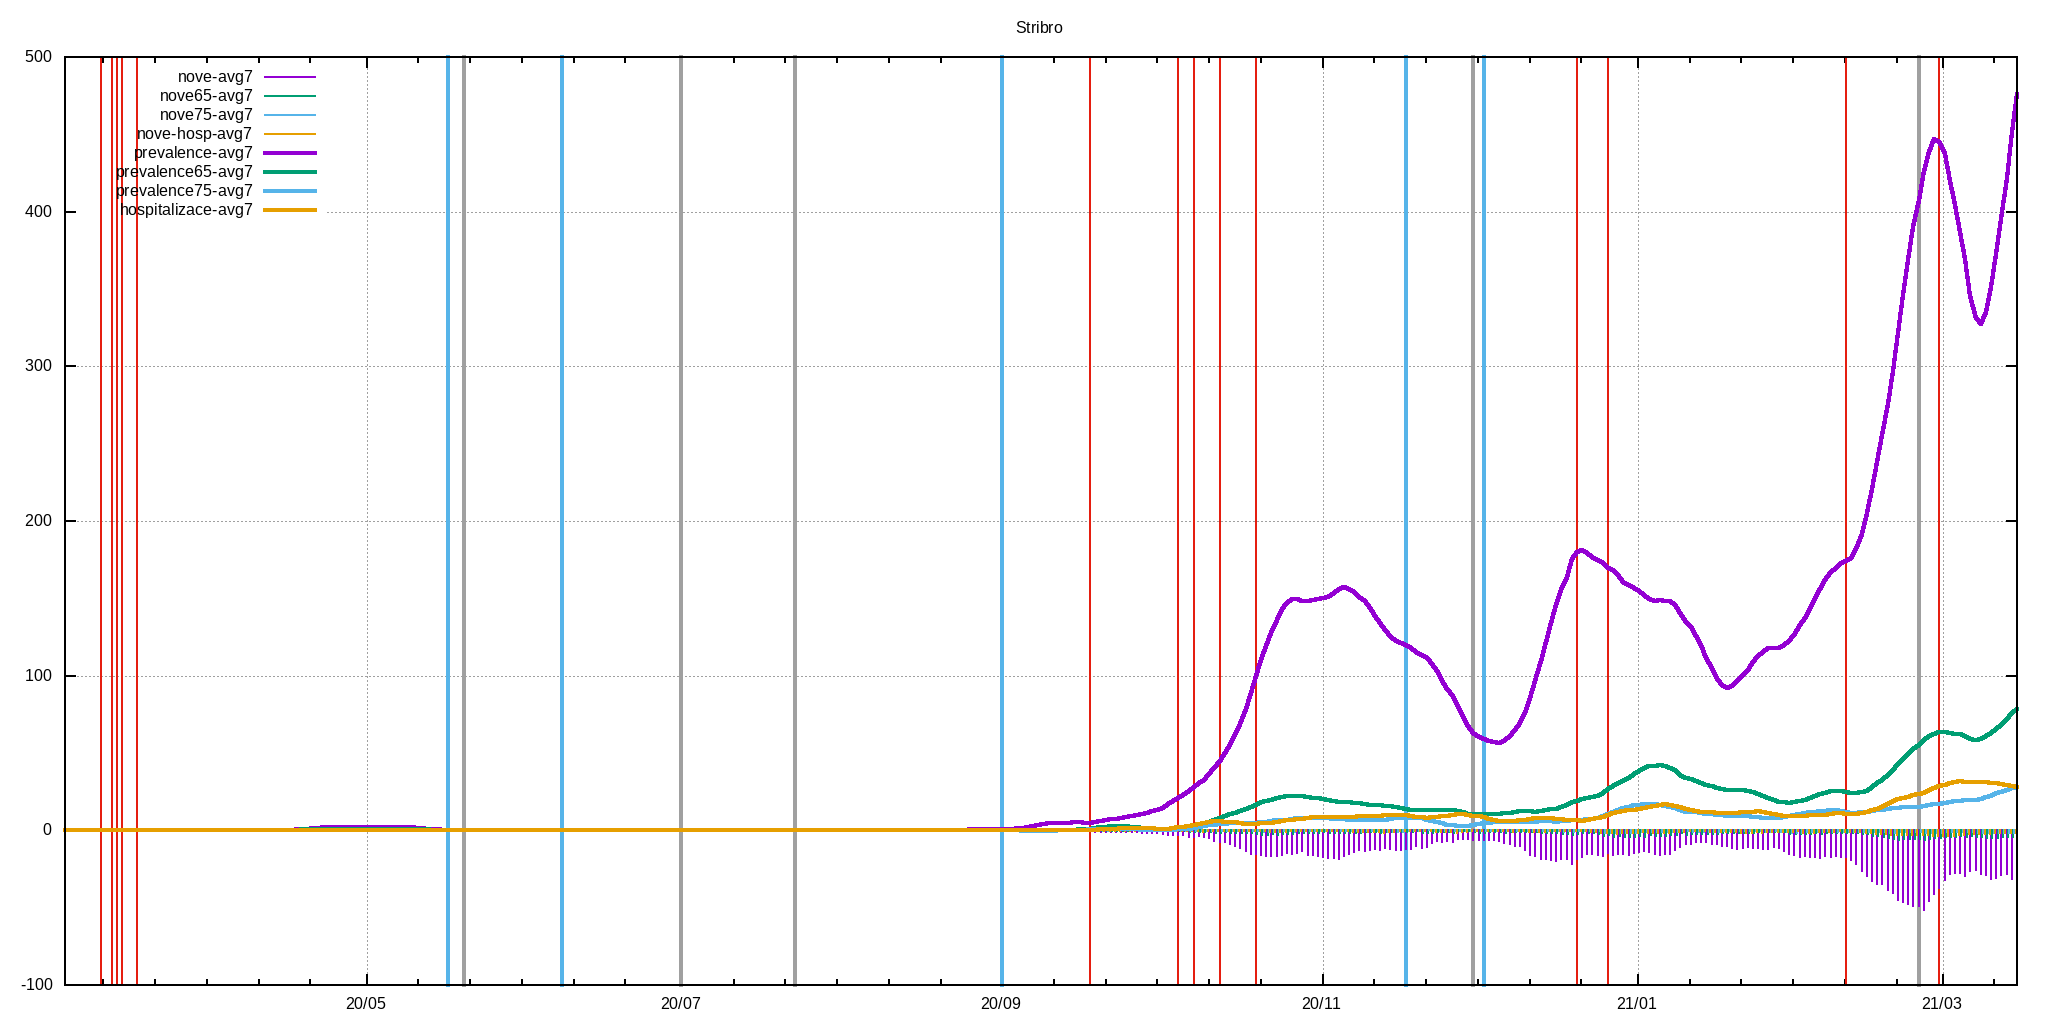 Stribro
500
nove-avg7
nove65-avg7
nove75-avg7
nove-hosp-avg7
prevalence-avg7
prevalence65-avg7
prevalence75-avg7
hospitalizace-avg7
400
300
200
100
0
-100
20/05 20/07 20/09 20/11 21/01 21/03